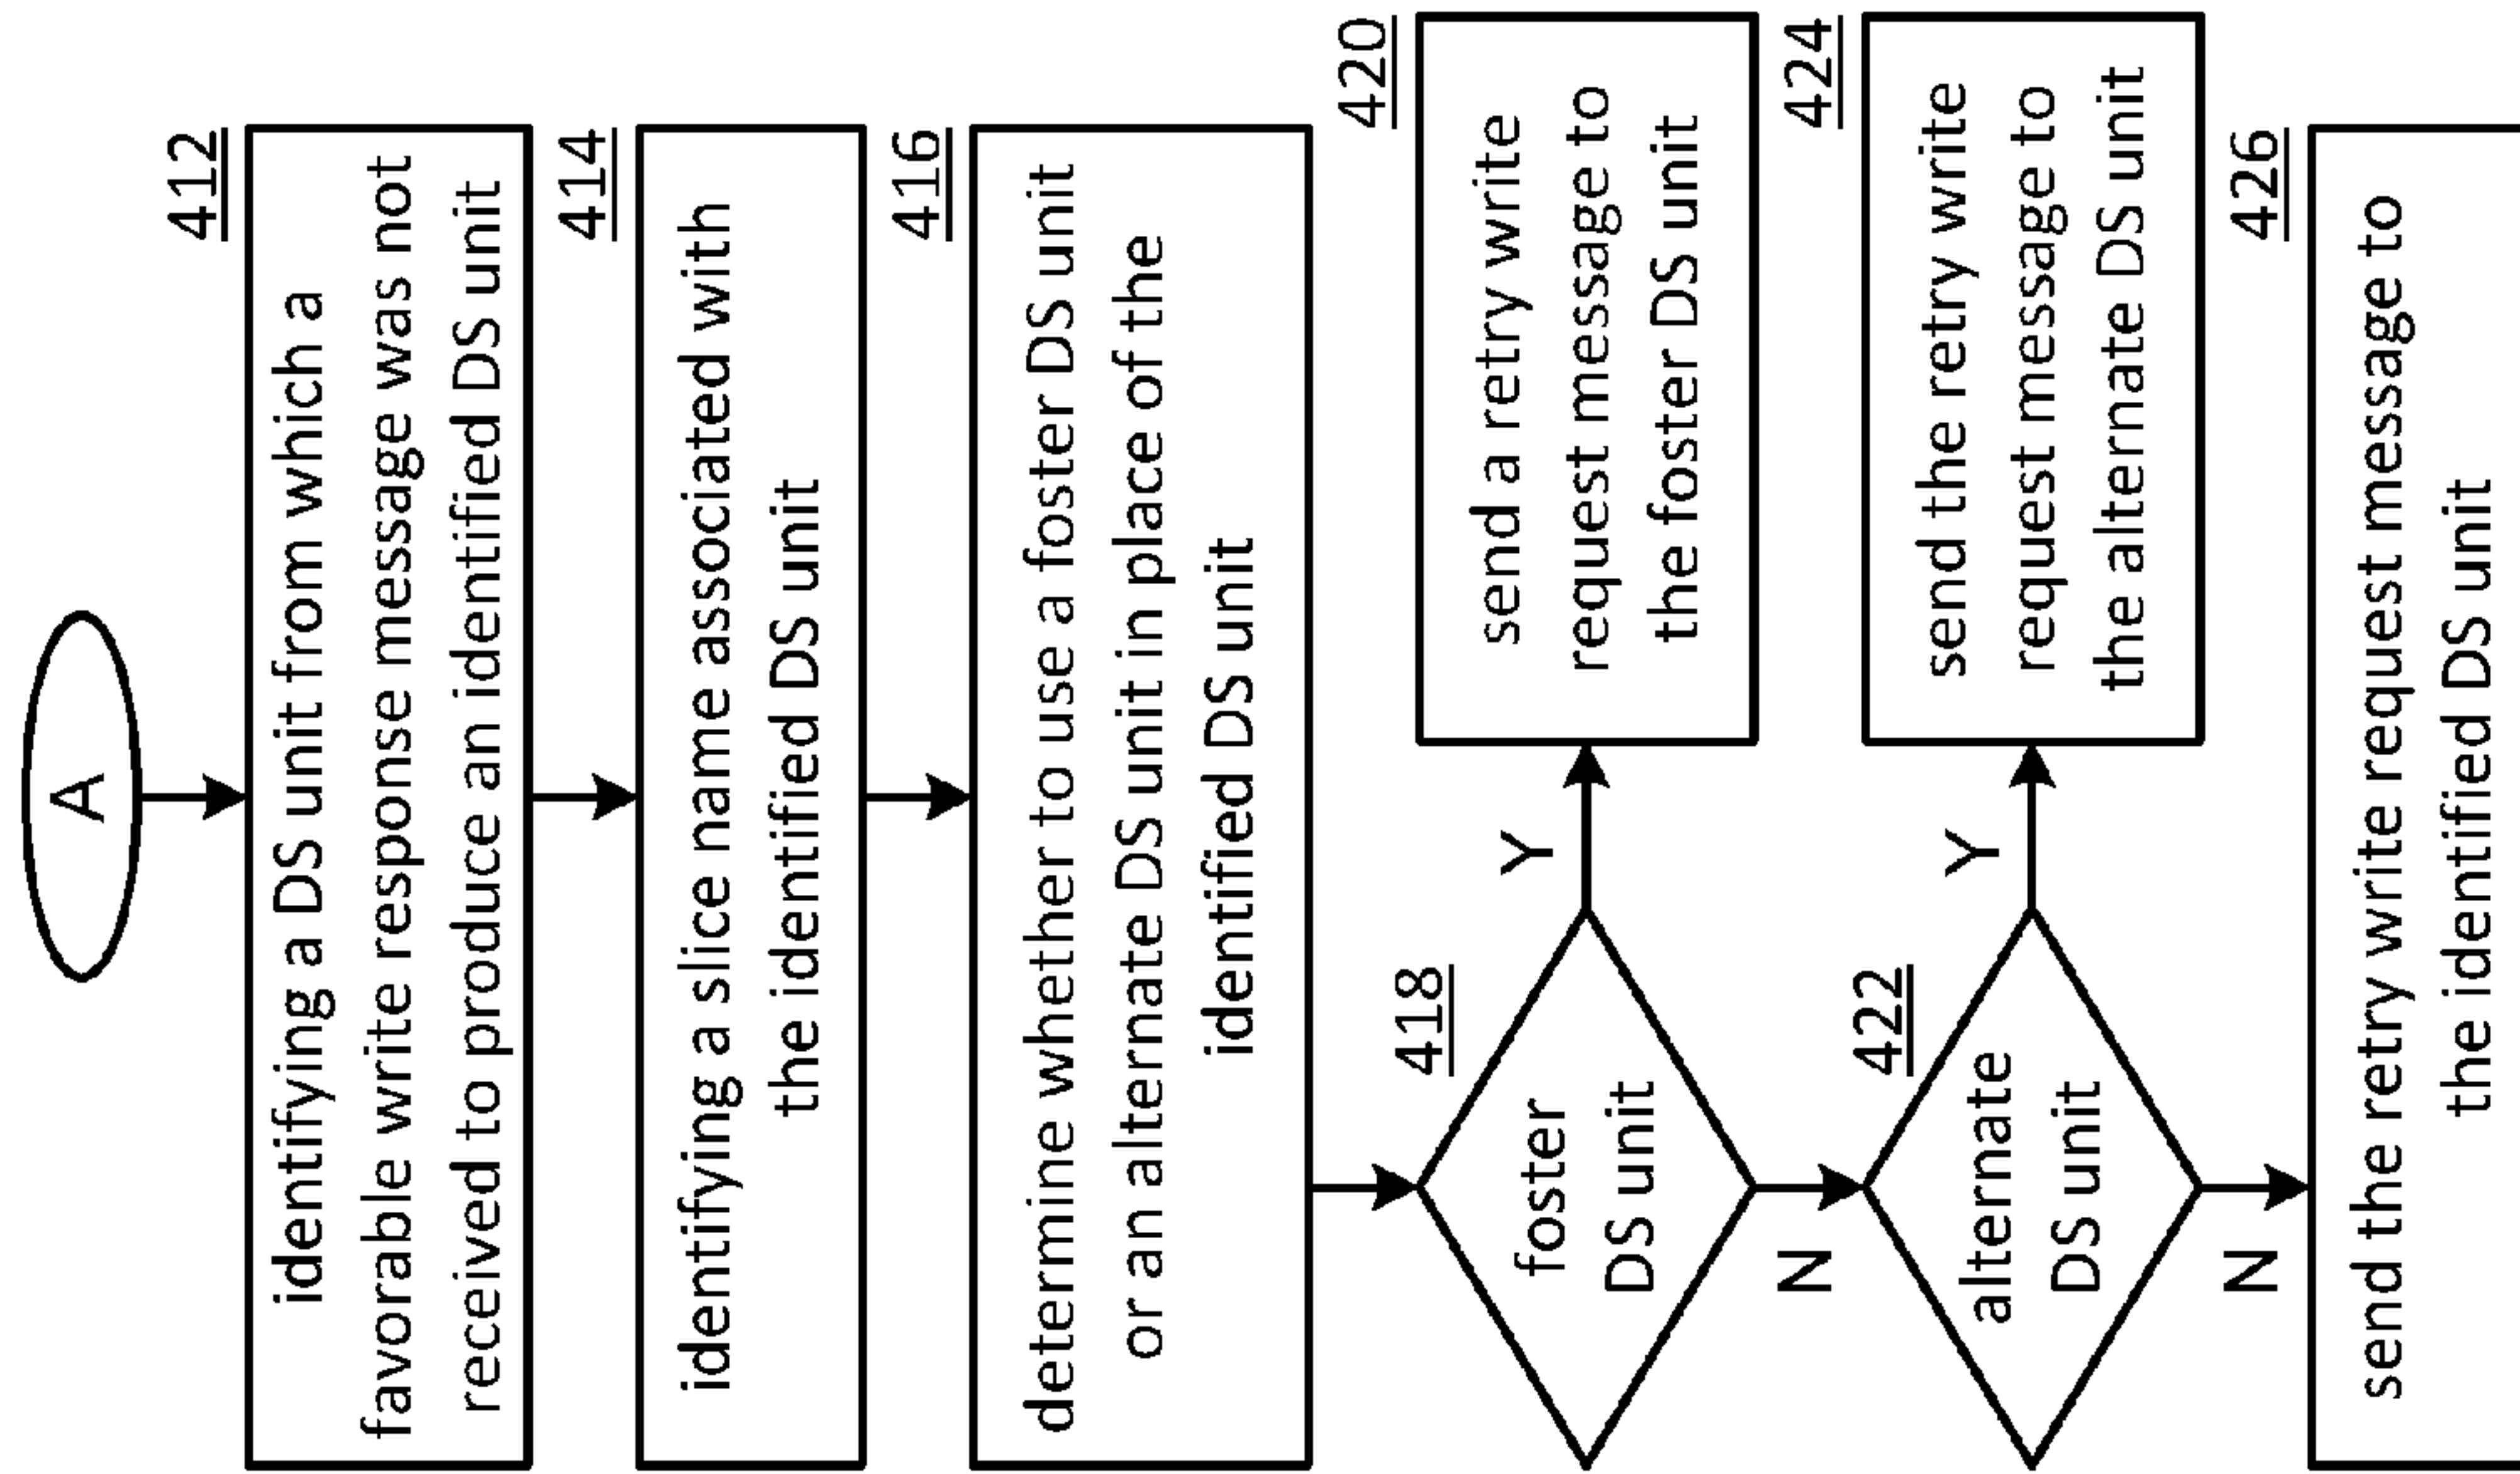 A
412
identifying a DS unit from which a
favorable write response message was not
received to produce an identified DS unit
414
identifying a slice name associated with
the identified DS unit
416
determine whether to use a foster DS unit
or an alternate DS unit in place of the
identified DS unit
418
foster
DS unit
Y
420
send a retry write
request message to
the foster DS unit
N
422
alternate
DS unit
Y
424
send the retry write
request message to
the alternate DS unit
N
426
send the retry write request message to
the identified DS unit